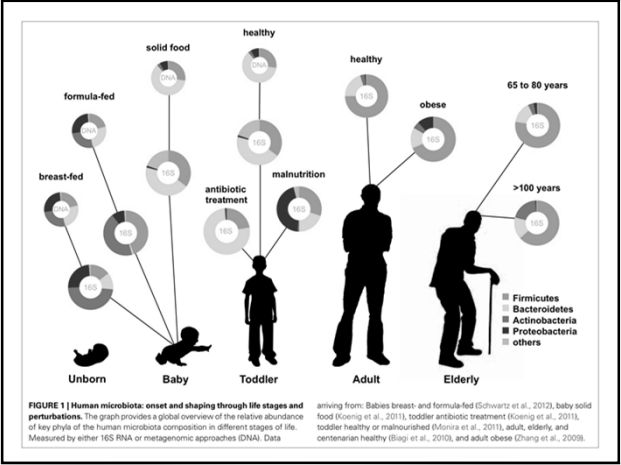 healthy
solid food
healthy
DNA
DNA
65 to 80 years
formula-fed
16S
obese
DNA
16S
16S
breast-fed
16S
malnutrition
antibiotic
treatment
>100 years
DNA
16S
16S
16S
16S
16S
16S
Firmicutes
Bacteroidetes
Actinobacteria
Proteobacteria
others
Unborn
Baby
Toddler
Adult
Elderly
FIGURE 1 | Human microbiota: onset and shaping through life stages and
perturbations. The graph provides a global overview of the relative abundance
of key phyla of the human microbiota composition in different stages of life.
Measured by either 16S RNA or metagenomic approaches (DNA). Data
arriving from: Babies breast- and formula-fed (Schwartz et al., 2012), baby solid
food (Koenig et al., 2011), toddler antibiotic treatment (Koenig et al., 2011),
toddler healthy or malnourished (Monira et al., 2011), adult, elderly, and
centenarian healthy (Biagi et al., 2010), and adult obese (Zhang et al., 2009).